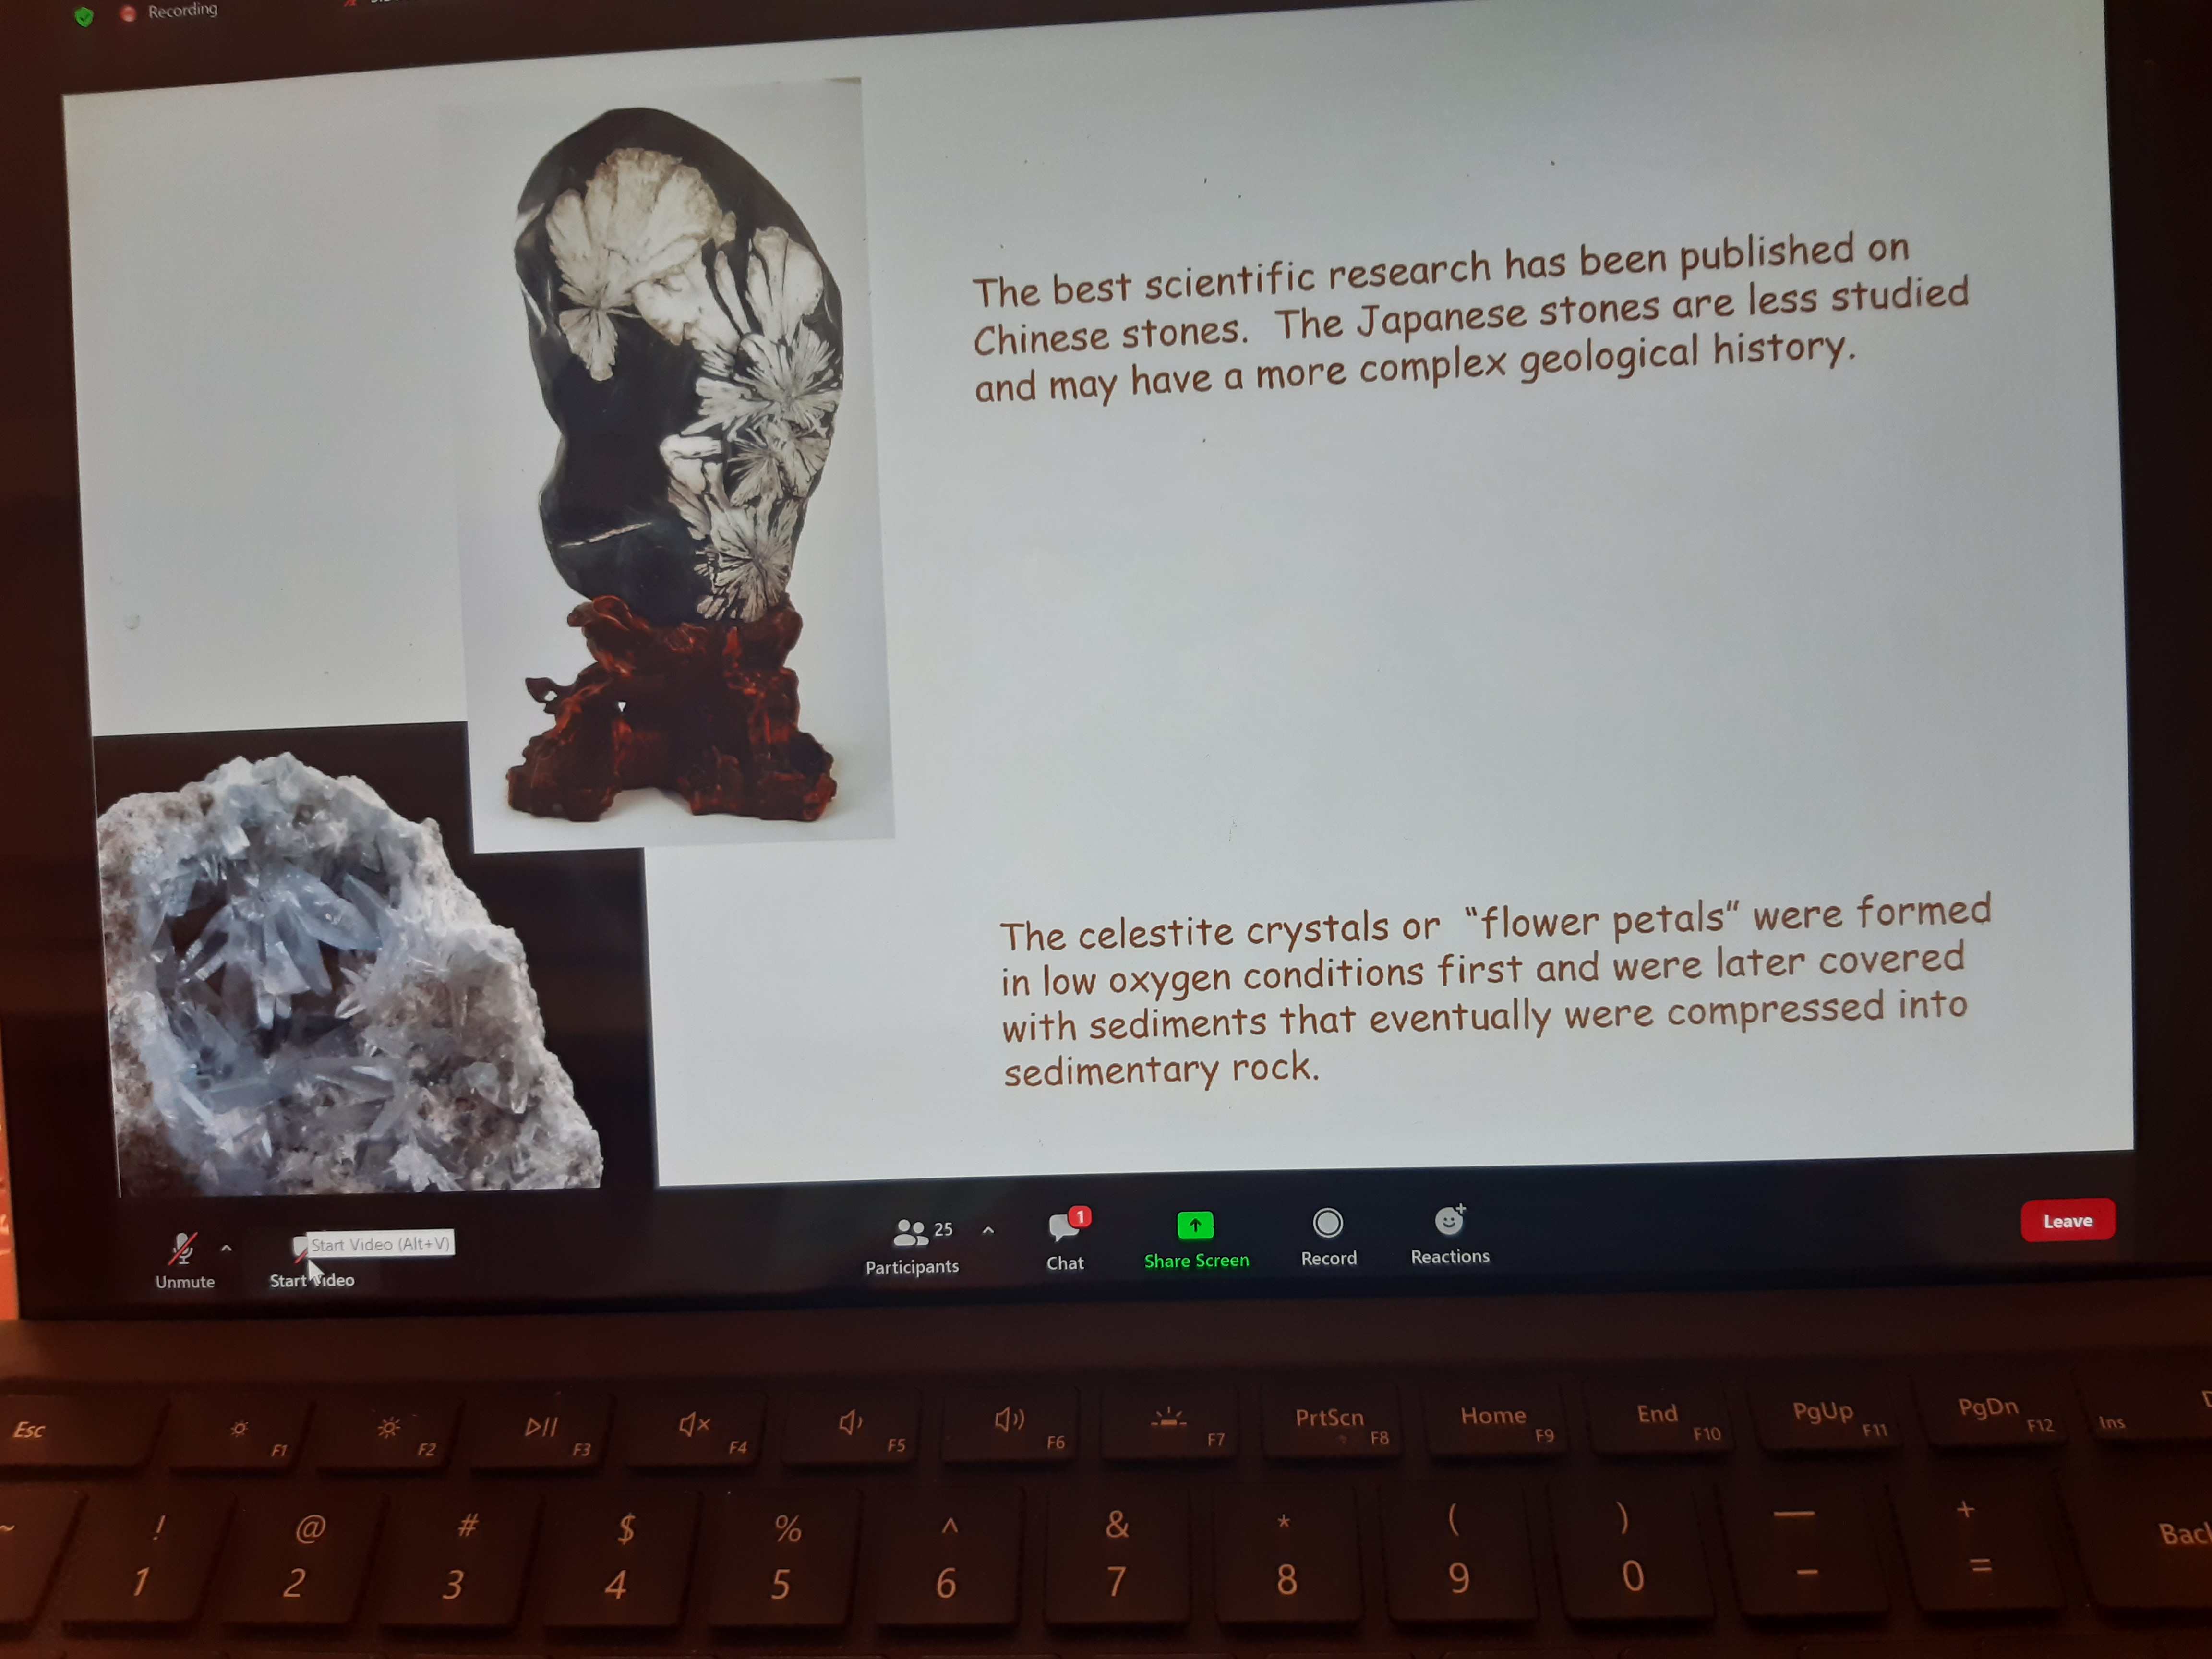 Recording
The best scientific research has been published on
Chinese stones. The Japanese stones are less studied
and may have a more complex geological history.
The celestite crystals or "flower petals" were formed
in low oxygen conditions first and were later covered
with sediments that eventually were compressed into
sedimentary rock.
Start Video (Alt+V)
25
1
Unmute
Start Video
Participants
Chat
Share Screen
Record
Reactions
Leave
Esc
F1
F2
F3
F4
F5
F6
F7
PrtScn F8
Home F9
End F10
PgUp F11
PgDn F12
Ins
~ ! @ # $ % ^ & * ( ) — +
1 2 3 4 5 6 7 8 9 0 - =